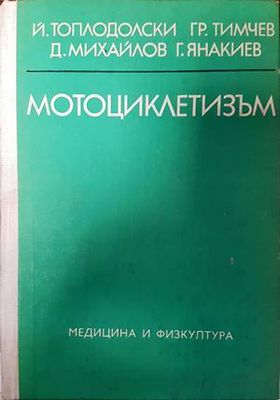 Й. ТОПЛОДОЛСКИ ГР. ТИМЧЕВ
Д. МИХАЙЛОВ Г. ЯНАКИЕВ
МОТОЦИКЛЕТИЗЪМ
МЕДИЦИНА И ФИЗКУЛТУРА